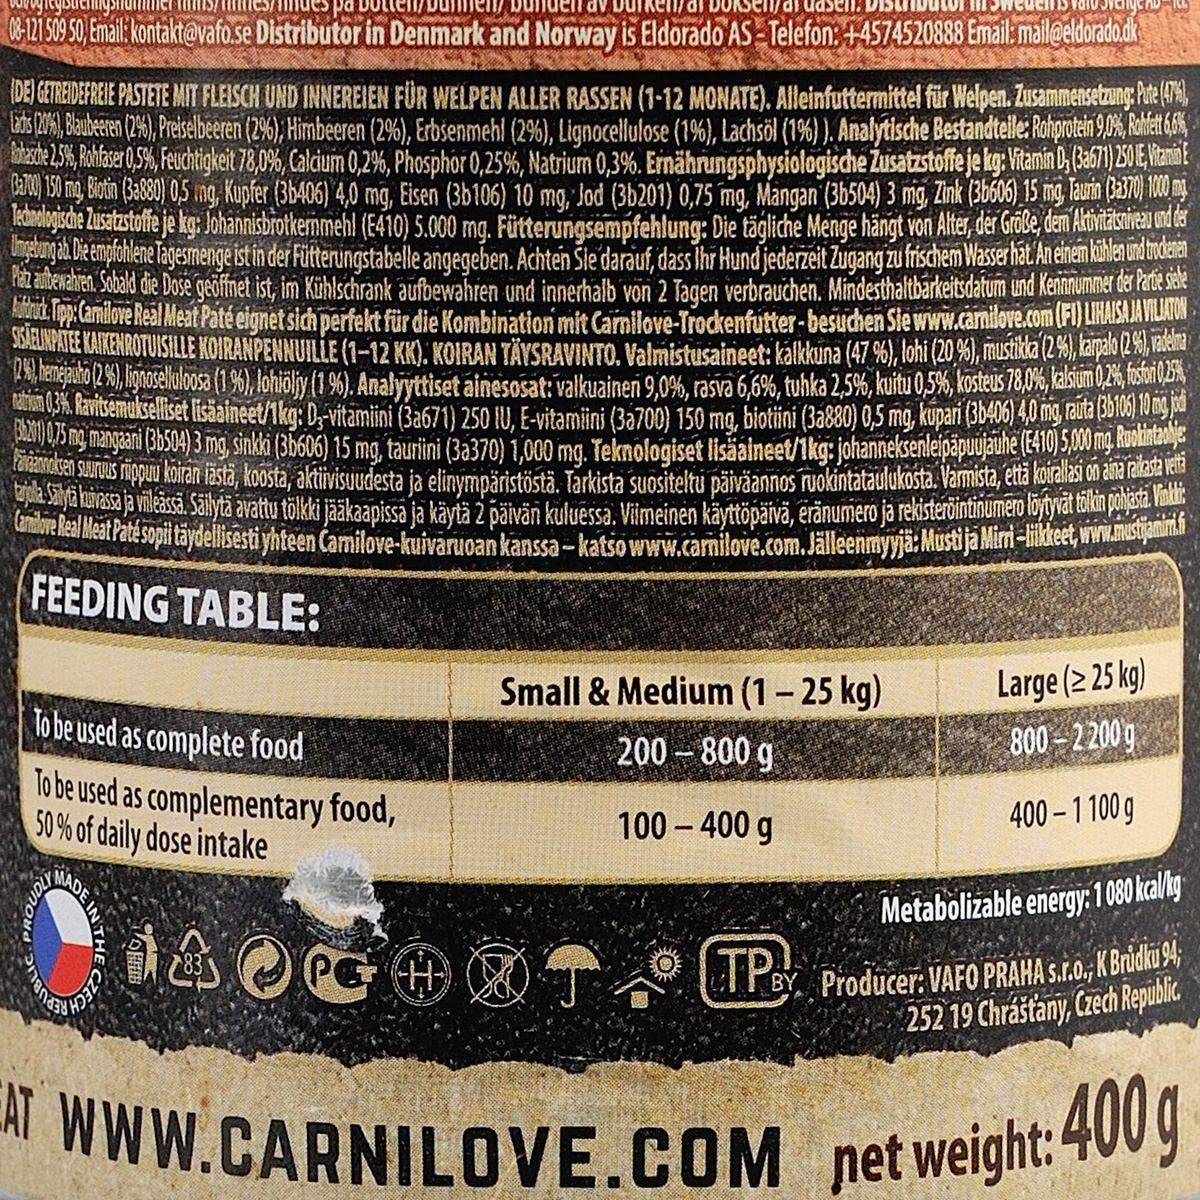 08-121 509 50, Email: kontakt@vafo.se Distributor in Denmark and Norway is Eldorado AS - Telefon: +4574520888 Email: mail@eldorado.dk
(DE) GETREIDEFREIE PASTETE MIT FLEISCH UND INNEREIEN FÜR WELPEN ALLER RASSEN (1-12 MONATE). Alleinfuttermittel für Welpen. Zusammensetzung: Pute (47%),
Lachs (20%), Blaubeeren (2%), Preiselbeeren (2%), Himbeeren (2%), Erbsenmehl (2%), Lignocellulose (1%), Lachsöl (1%) ). Analytische Bestandteile: Rohprotein 9,0%, Rohfett 6,6%,
Rohasche 2,5%, Rohfaser 0,5%, Feuchtigkeit 78,0%, Calcium 0,2%, Phosphor 0,25%, Natrium 0,3%. Ernährungsphysiologische Zusatzstoffe je kg: Vitamin D₃ (3a671) 250 IE, Vitamin E
(3a700) 150 mg, Biotin (3a880) 0,5 mg, Kupfer (3b406) 4,0 mg, Eisen (3b106) 10 mg, Jod (3b201) 0,75 mg, Mangan (3b504) 3 mg, Zink (3b606) 15 mg, Taurin (3a370) 1000 mg.
Technologische Zusatzstoffe je kg: Johannisbrotkernmehl (E410) 5.000 mg. Fütterungsempfehlung: Die tägliche Menge hängt von Alter, der Größe, dem Aktivitätsniveau und der
Umgebung ab. Die empfohlene Tagesmenge ist in der Fütterungstabelle angegeben. Achten Sie darauf, dass Ihr Hund jederzeit Zugang zu frischem Wasser hat. An einem kühlen und trockenen
Platz aufbewahren. Sobald die Dose geöffnet ist, im Kühlschrank aufbewahren und innerhalb von 2 Tagen verbrauchen. Mindesthaltbarkeitsdatum und Kennnummer der Partie siehe
Aufdruck. Tipp: Carnilove Real Meat Paté eignet sich perfekt für die Kombination mit Carnilove-Trockenfutter - besuchen Sie www.carnilove.com (FI) LIHAISA JA VILJATON
SISÄELINPATEE KAIKENROTUISILLE KOIRANPENNUILLE (1–12 KK). KOIRAN TÄYSRAVINTO. Valmistusaineet: kalkkuna (47 %), lohi (20 %), mustikka (2 %), karpalo (2 %), vadelma
(2 %), hernejauho (2 %), lignoselluloosa (1 %), lohiöljy (1 %). Analyyttiset ainesosat: valkuainen 9,0%, rasva 6,6%, tuhka 2,5%, kuitu 0,5%, kosteus 78,0%, kalsium 0,2%, fosfori 0,25%,
natrium 0,3%. Ravitsemukselliset lisäaineet/1kg: D₃-vitamiini (3a671) 250 IU, E-vitamiini (3a700) 150 mg, biotiini (3a880) 0,5 mg, kupari (3b406) 4,0 mg, rauta (3b106) 10 mg, jodi
(3b201) 0,75 mg, mangaani (3b504) 3 mg, sinkki (3b606) 15 mg, tauriini (3a370) 1,000 mg. Teknologiset lisäaineet/1kg: johanneksenleipäpuujauhe (E410) 5,000 mg. Ruokintaohje:
Päiväannoksen suuruus riippuu koiran iästä, koosta, aktiivisuudesta ja elinympäristöstä. Tarkista suositeltu päiväannos ruokintataulukosta. Varmista, että koirallasi on aina raikasta vettä
tarjolla. Säilytä kuivassa ja viileässä. Säilytä avattu tölkki jääkaapissa ja käytä 2 päivän kuluessa. Viimeinen käyttöpäivä, eränumero ja rekisteröintinumero löytyvät tölkin pohjasta. Vinkki:
Carnilove Real Meat Paté sopii täydellisesti yhteen Carnilove-kuivaruoan kanssa – katso www.carnilove.com. Jälleenmyyjä: Musti ja Mirri –liikkeet, www.mustijamirri.fi
FEEDING TABLE:
Small & Medium (1 – 25 kg) Large (≥ 25 kg)
To be used as complete food 200 – 800 g 800 – 2 200 g
To be used as complementary food,
50 % of daily dose intake 100 – 400 g 400 – 1 100 g
Metabolizable energy: 1 080 kcal/kg
PROUDLY MADE IN THE CZECH REPUBLIC
83
TP BY
Producer: VAFO PRAHA s.r.o., K Brůdku 94,
252 19 Chrášťany, Czech Republic.
EAT WWW.CARNILOVE.COM net weight: 400 g